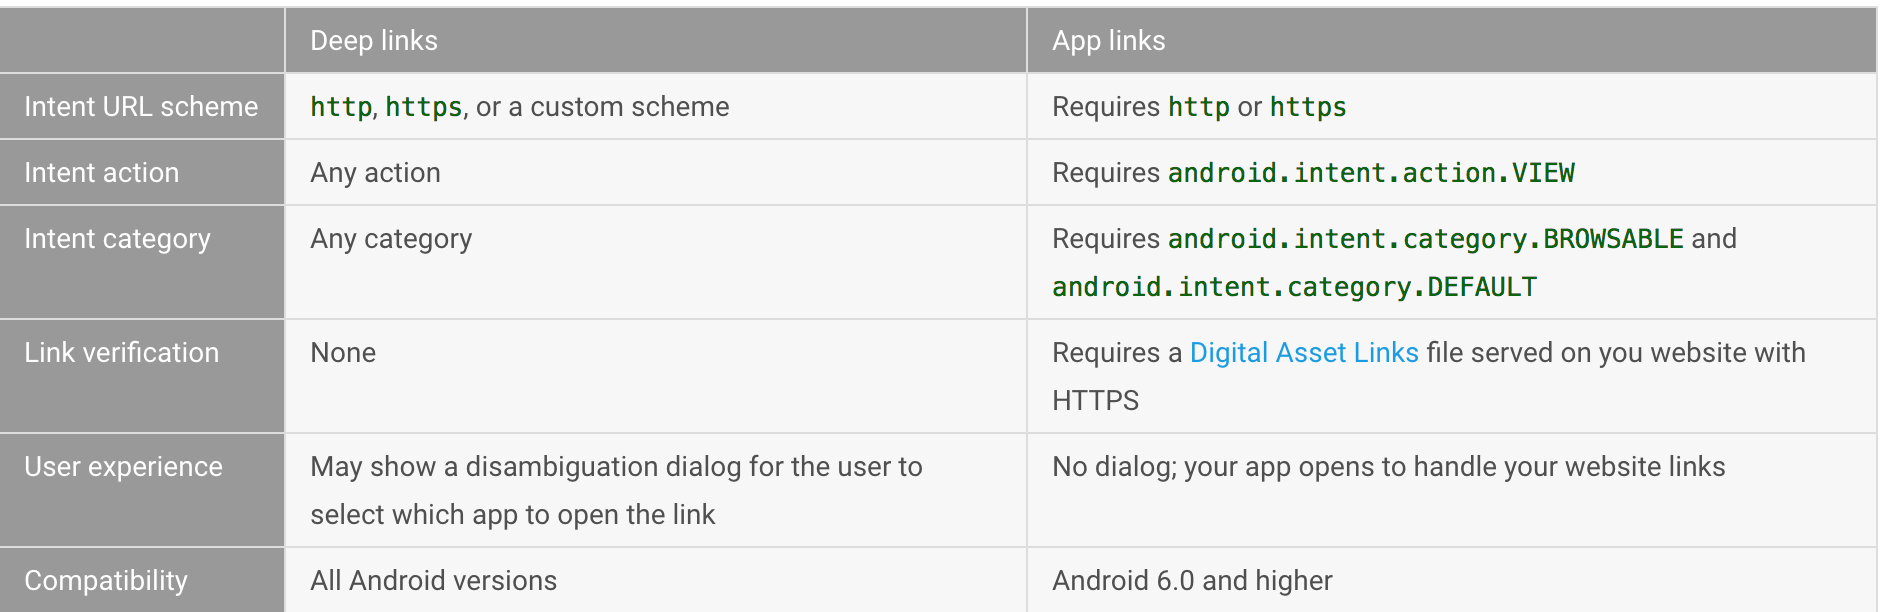 Deep links App links
Intent URL scheme http, https, or a custom scheme Requires http or https
Intent action Any action Requires android.intent.action.VIEW
Intent category Any category Requires android.intent.category.BROWSABLE and
android.intent.category.DEFAULT
Link verification None Requires a Digital Asset Links file served on you website with
HTTPS
User experience May show a disambiguation dialog for the user to No dialog; your app opens to handle your website links
select which app to open the link
Compatibility All Android versions Android 6.0 and higher